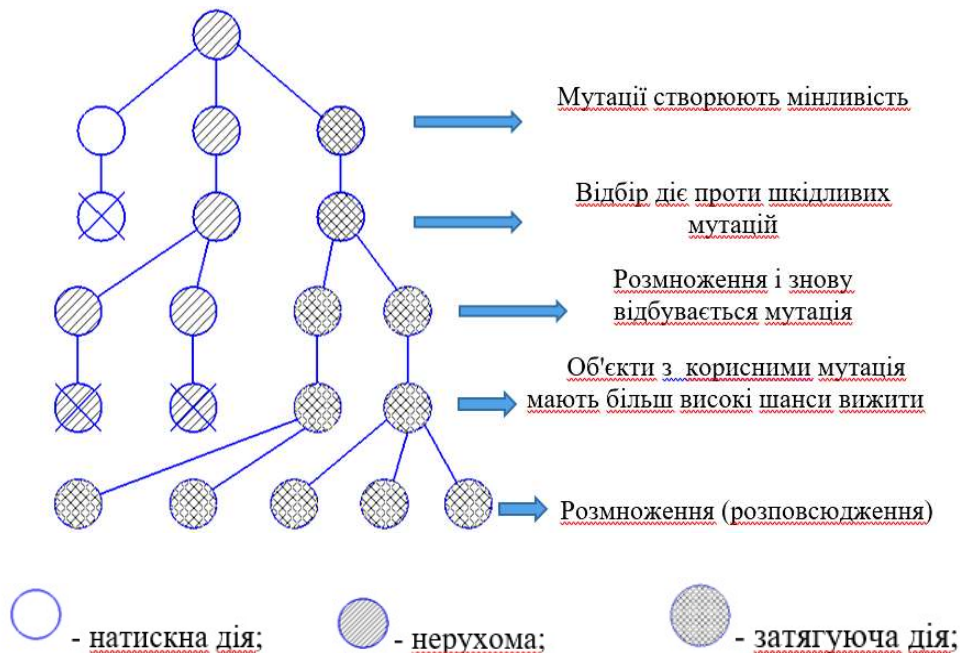 Мутації створюють мінливість
Відбір діє проти шкідливих
мутацій
Розмноження і знову
відбувається мутація
Об'єкти з корисними мутація
мають більш високі шанси вижити
Розмноження (розповсюдження)
- натискна дія;
- нерухома;
- затягуюча дія;